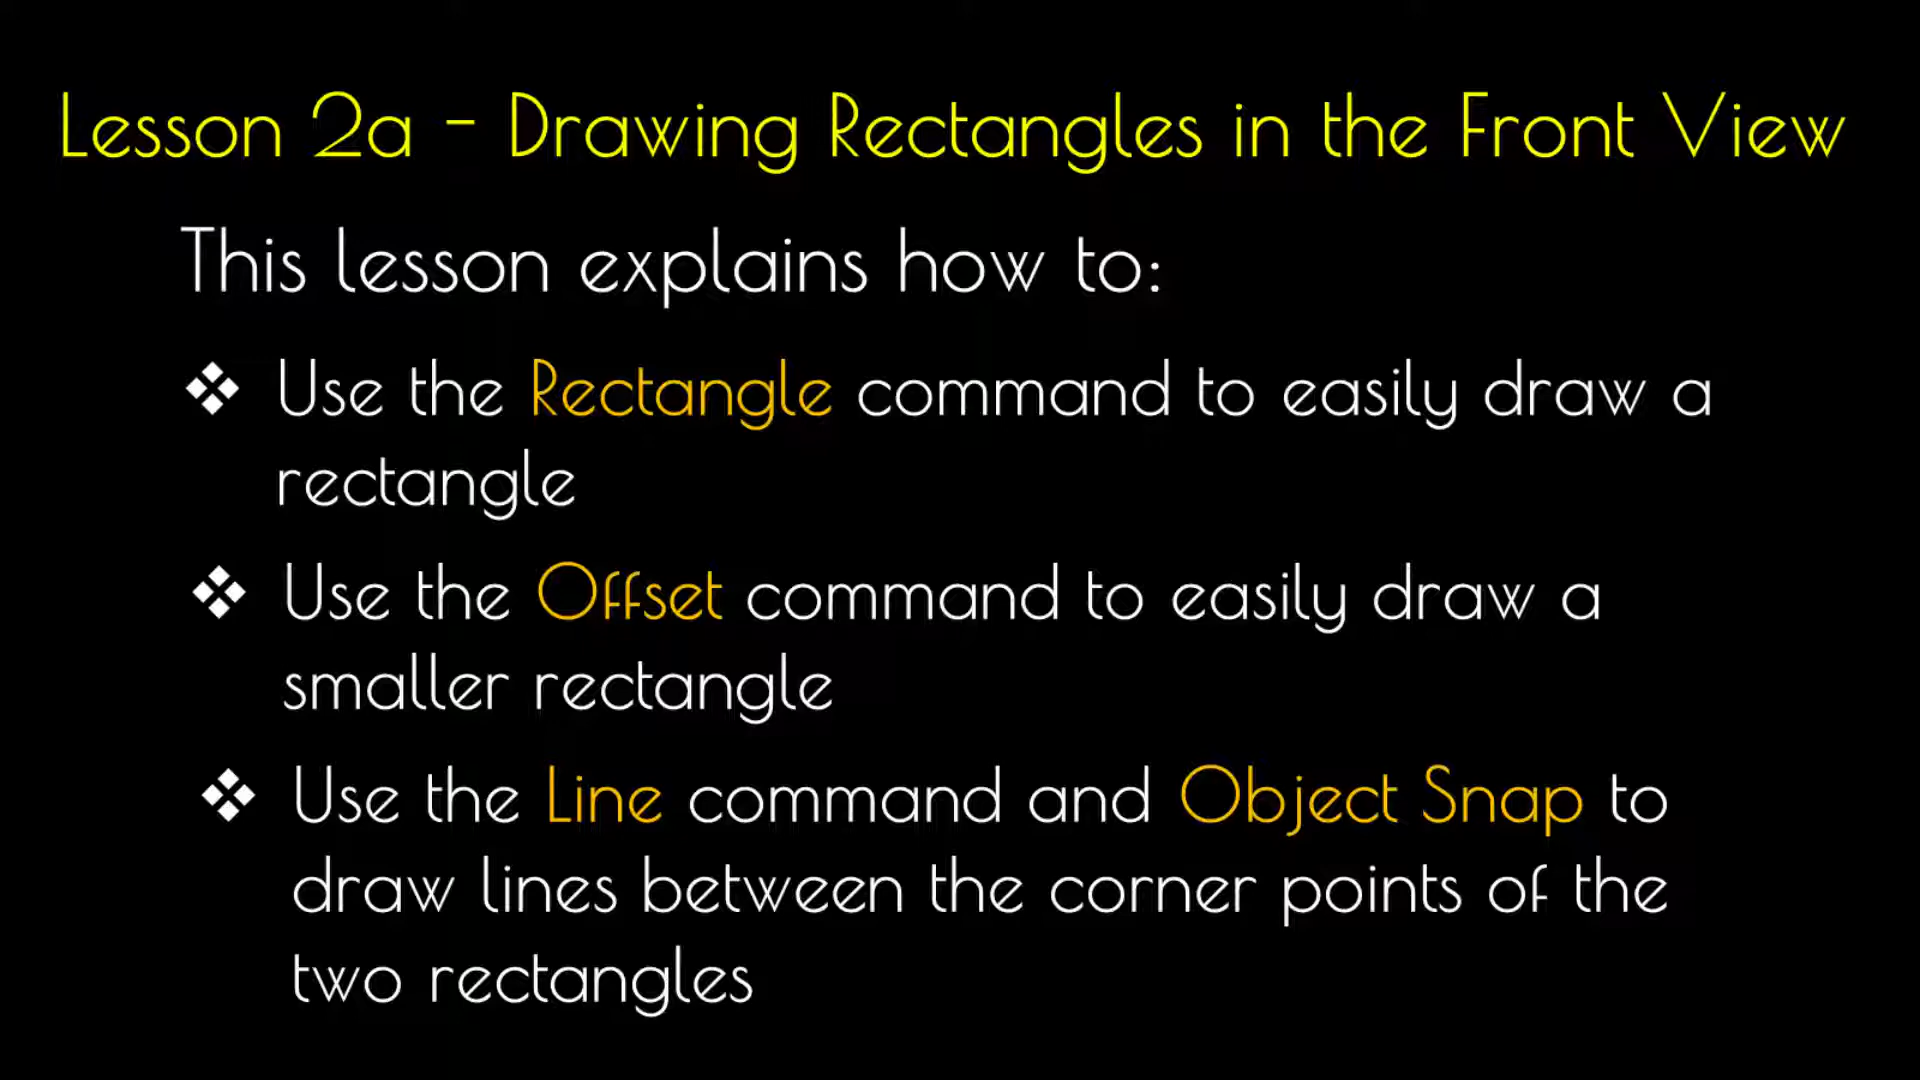 Lesson 2a - Drawing Rectangles in the Front View
This lesson explains how to:
❖ Use the Rectangle command to easily draw a
rectangle
❖ Use the Offset command to easily draw a
smaller rectangle
❖ Use the Line command and Object Snap to
draw lines between the corner points of the
two rectangles